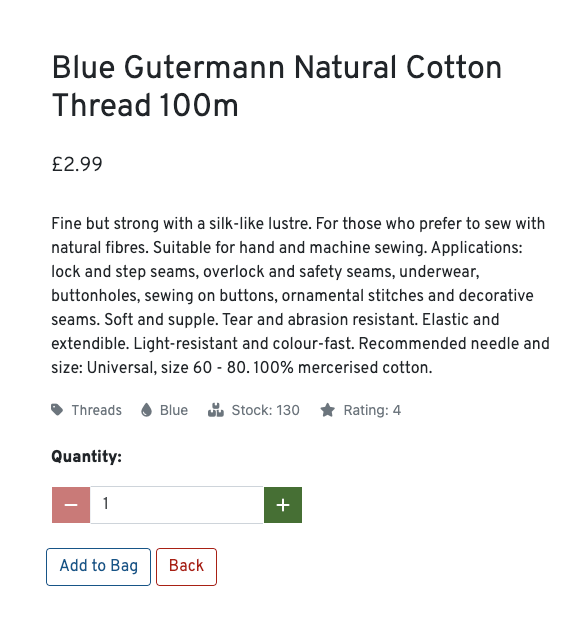 Blue Gutermann Natural Cotton
Thread 100m
£2.99
Fine but strong with a silk-like lustre. For those who prefer to sew with
natural fibres. Suitable for hand and machine sewing. Applications:
lock and step seams, overlock and safety seams, underwear,
buttonholes, sewing on buttons, ornamental stitches and decorative
seams. Soft and supple. Tear and abrasion resistant. Elastic and
extendible. Light-resistant and colour-fast. Recommended needle and
size: Universal, size 60 - 80. 100% mercerised cotton.
Threads Blue Stock: 130 Rating: 4
Quantity:
− 1 +
Add to Bag Back